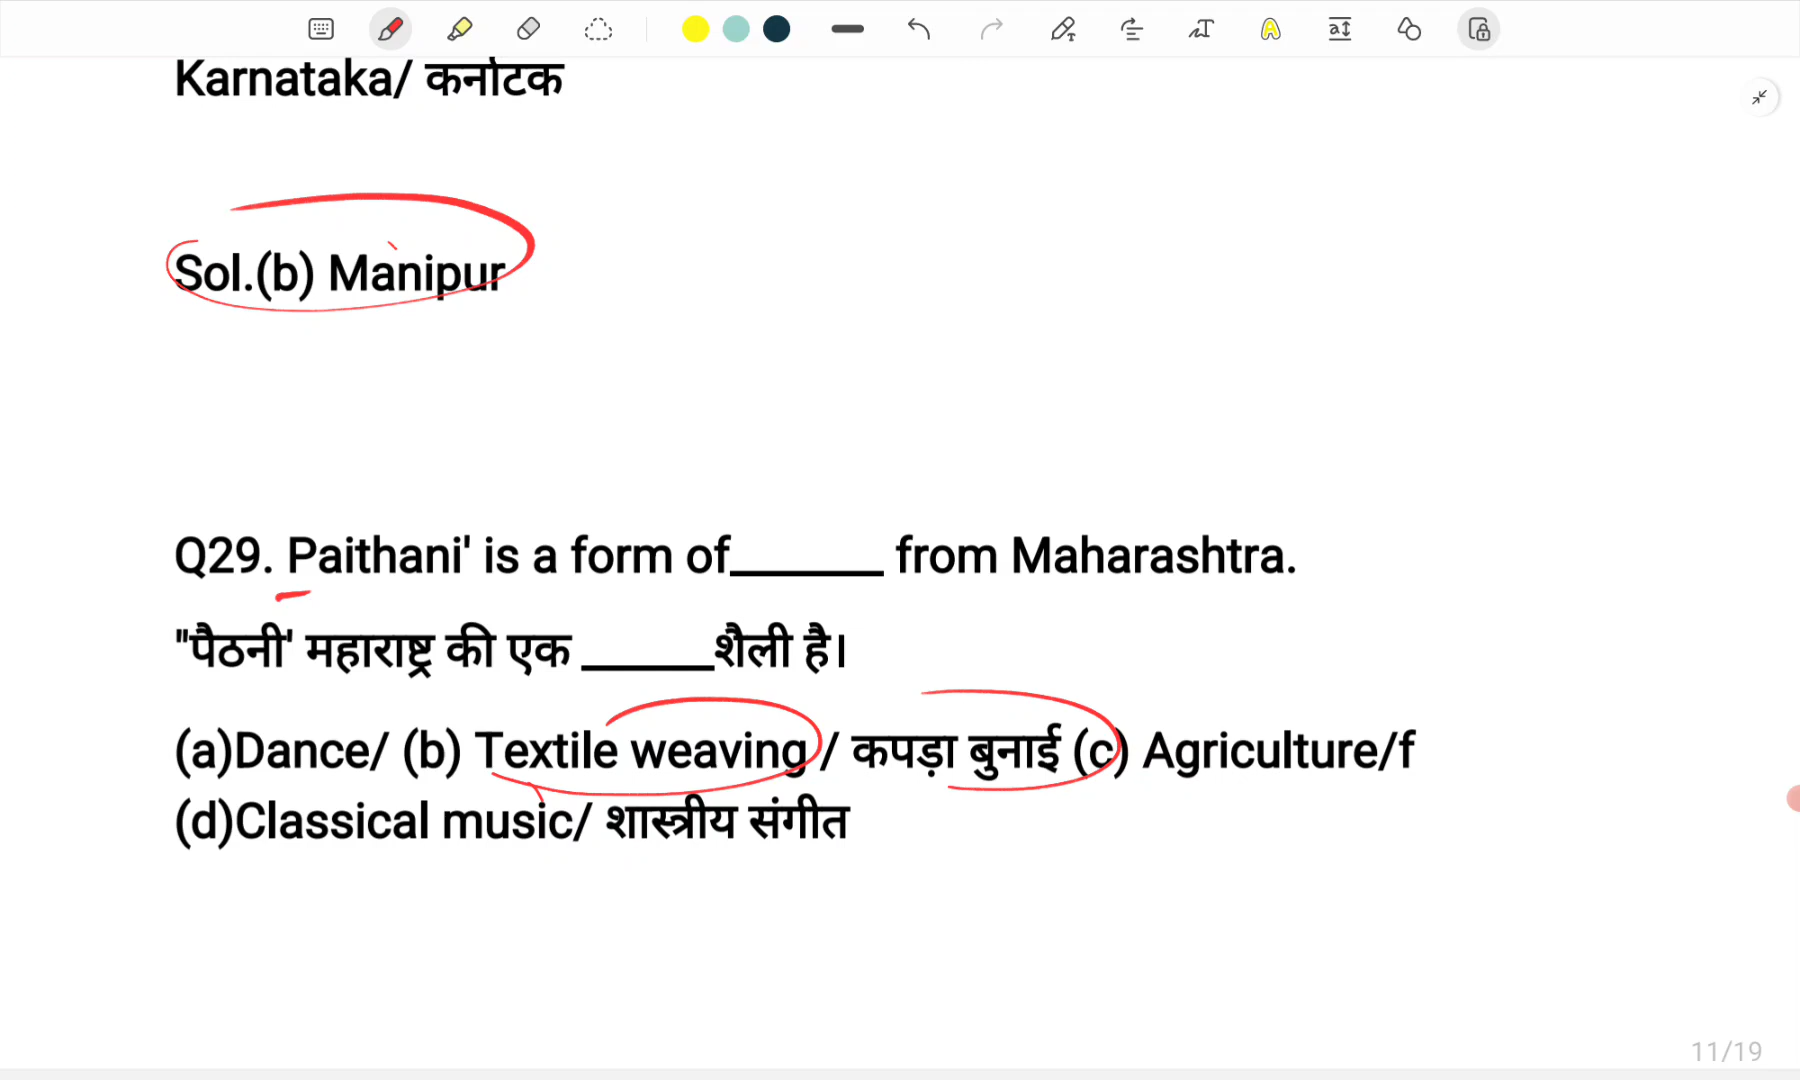 Karnataka/ कर्नाटक
Sol.(b) Manipur
Q29. Paithani' is a form of______ from Maharashtra.
"पैठनी' महाराष्ट्र की एक ______शैली है।
(a)Dance/ (b) Textile weaving / कपड़ा बुनाई (c) Agriculture/f
(d)Classical music/ शास्त्रीय संगीत
11/19